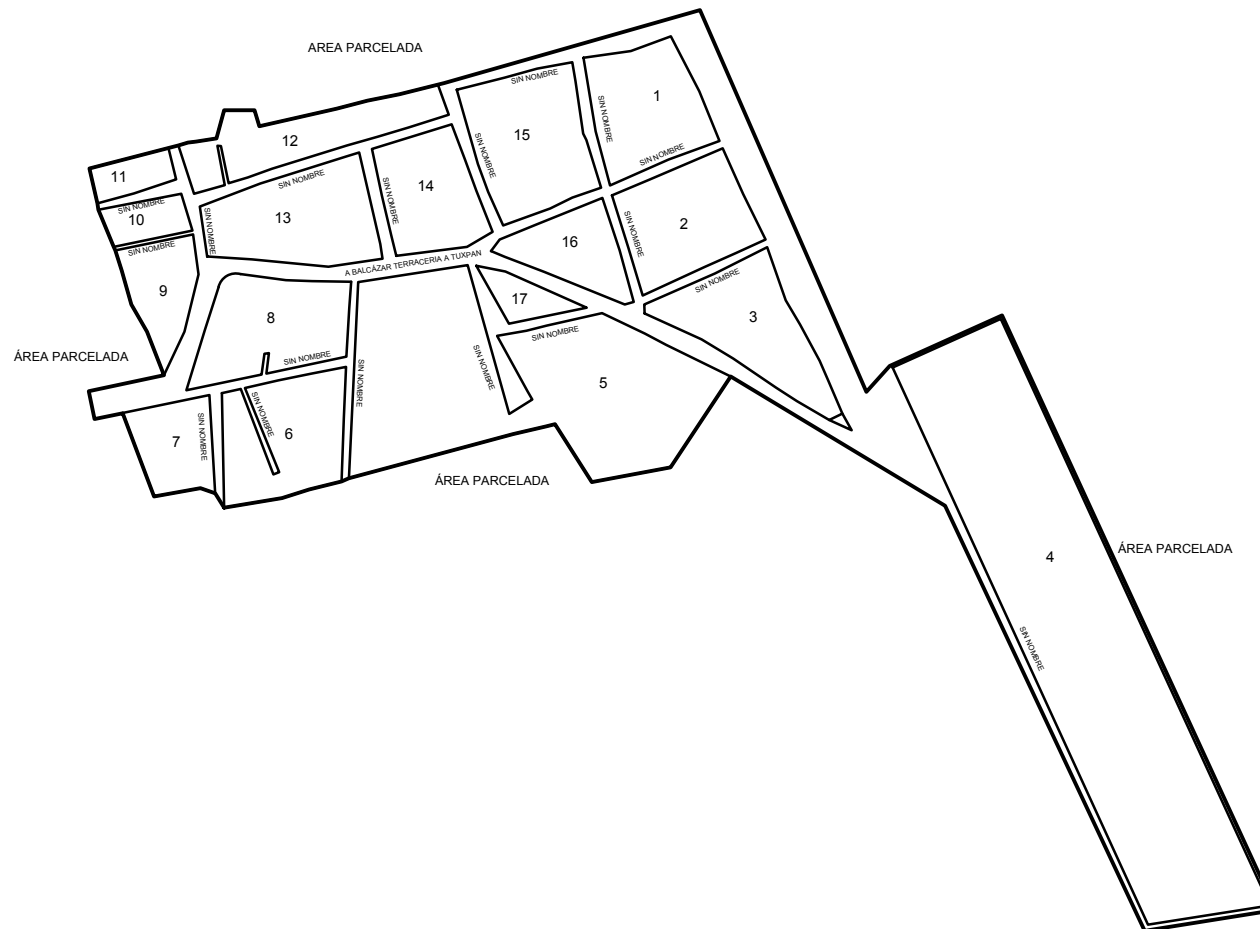 AREA PARCELADA
SIN NOMBRE
1
SIN NOMBRE
15
SIN NOMBRE
12
SIN NOMBRE
SIN NOMBRE
11
SIN NOMBRE
14
SIN NOMBRE
10
SIN NOMBRE
13
SIN NOMBRE
SIN NOMBRE
2
SIN NOMBRE
16
SIN NOMBRE
A BALCÁZAR TERRACERIA A TUXPAN
SIN NOMBRE
9
17
8
3
SIN NOMBRE
ÁREA PARCELADA
SIN NOMBRE
SIN NOMBRE
SIN NOMBRE
5
SIN NOMBRE
SIN NOMBRE
7
6
ÁREA PARCELADA
ÁREA PARCELADA
4
SIN NOMBRE